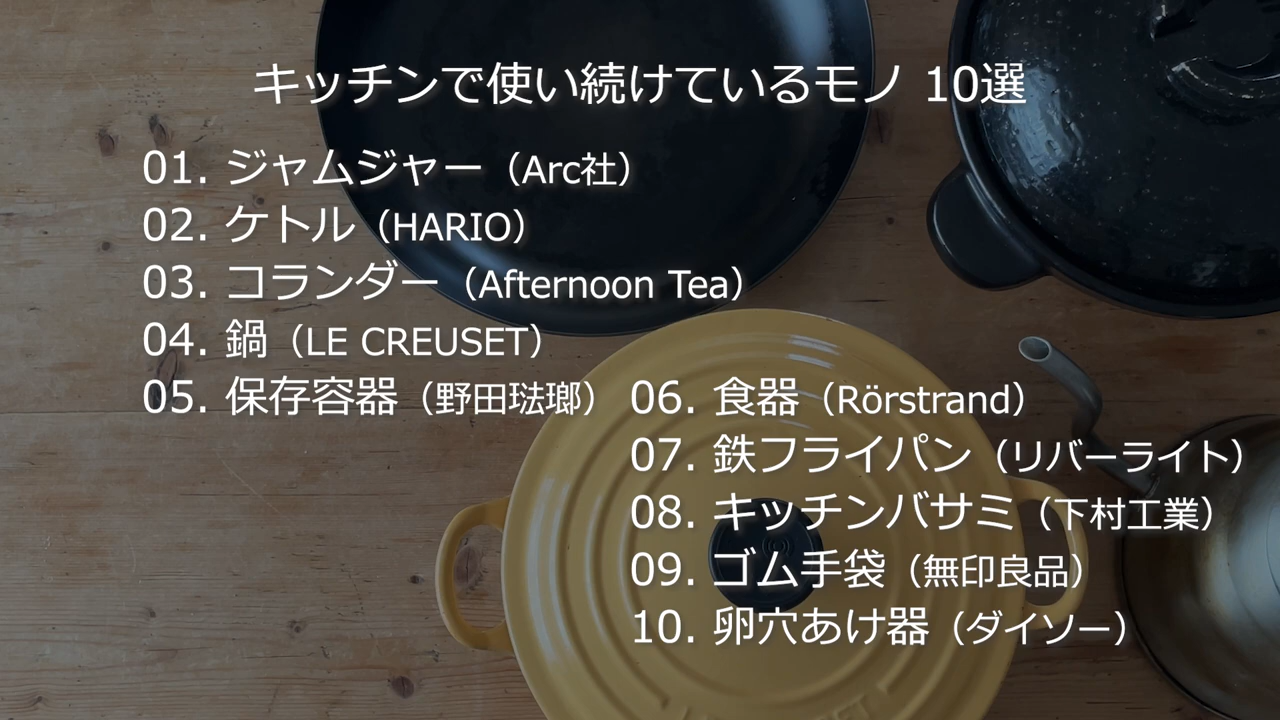 キッチンで使い続けているモノ 10選
01. ジャムジャー（Arc社）
02. ケトル（HARIO）
03. コランダー（Afternoon Tea）
04. 鍋（LE CREUSET）
05. 保存容器（野田琺瑯）
06. 食器（Rörstrand）
07. 鉄フライパン（リバーライト）
08. キッチンバサミ（下村工業）
09. ゴム手袋（無印良品）
10. 卵穴あけ器（ダイソー）